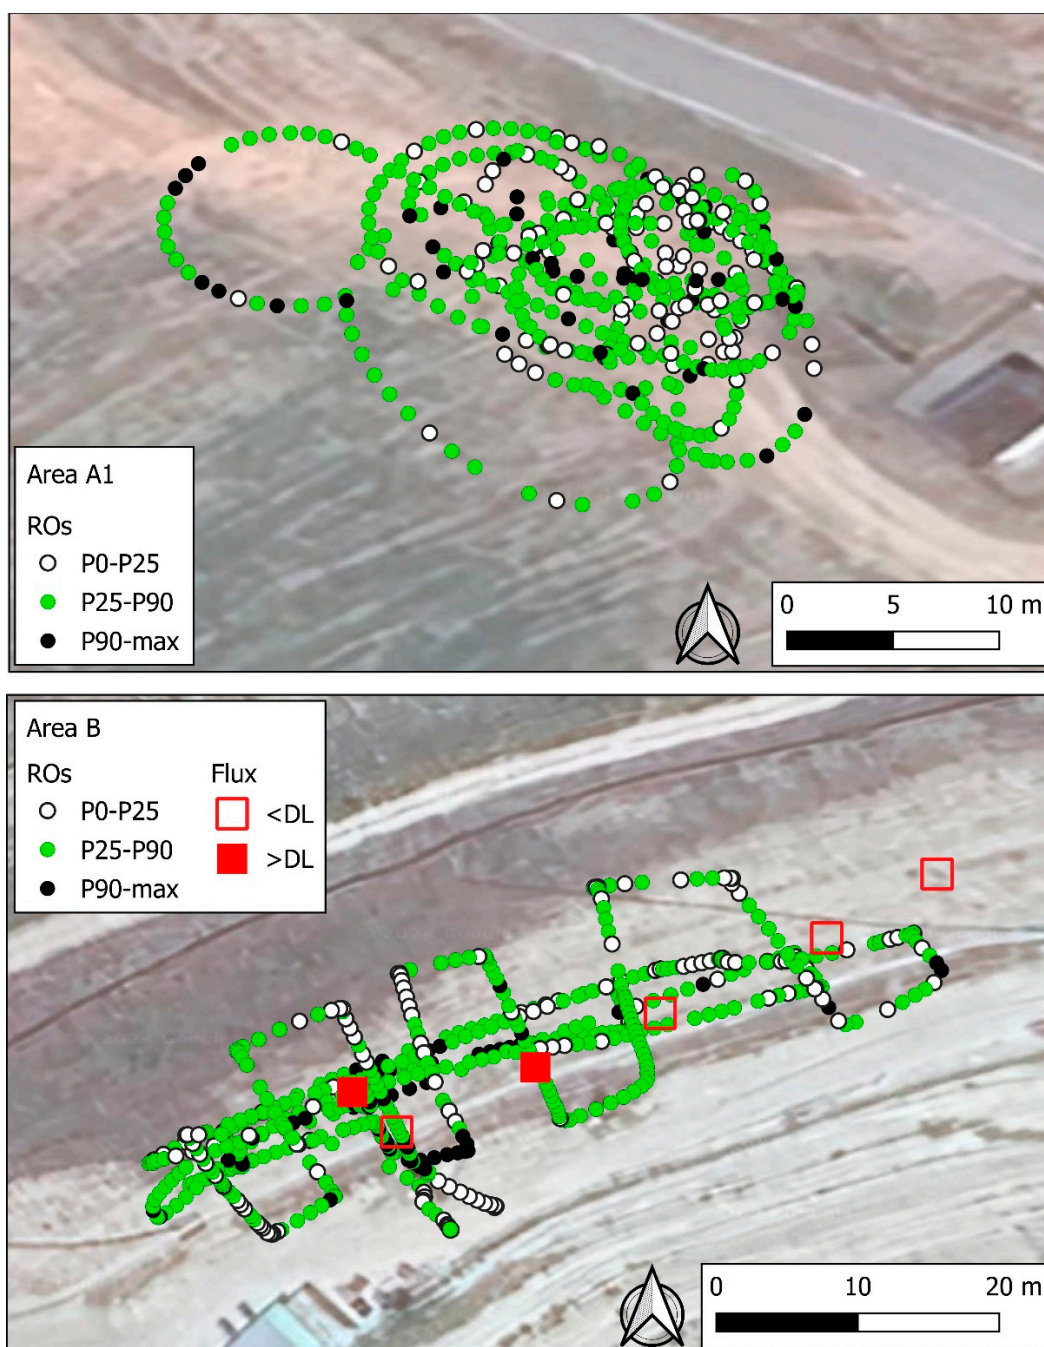 Area A1
ROs
P0-P25
P25-P90
P90-max
0 5 10 m
Area B
ROs Flux
P0-P25 <DL
P25-P90 >DL
P90-max
0 10 20 m